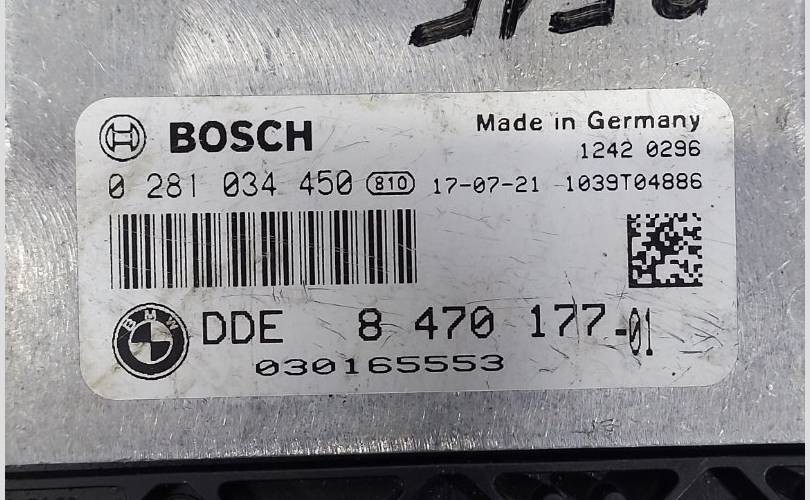 BOSCH
Made in Germany
1242 0296
0 281 034 450 810 17-07-21 1039T04886
BMW
DDE 8 470 177-01
030165553